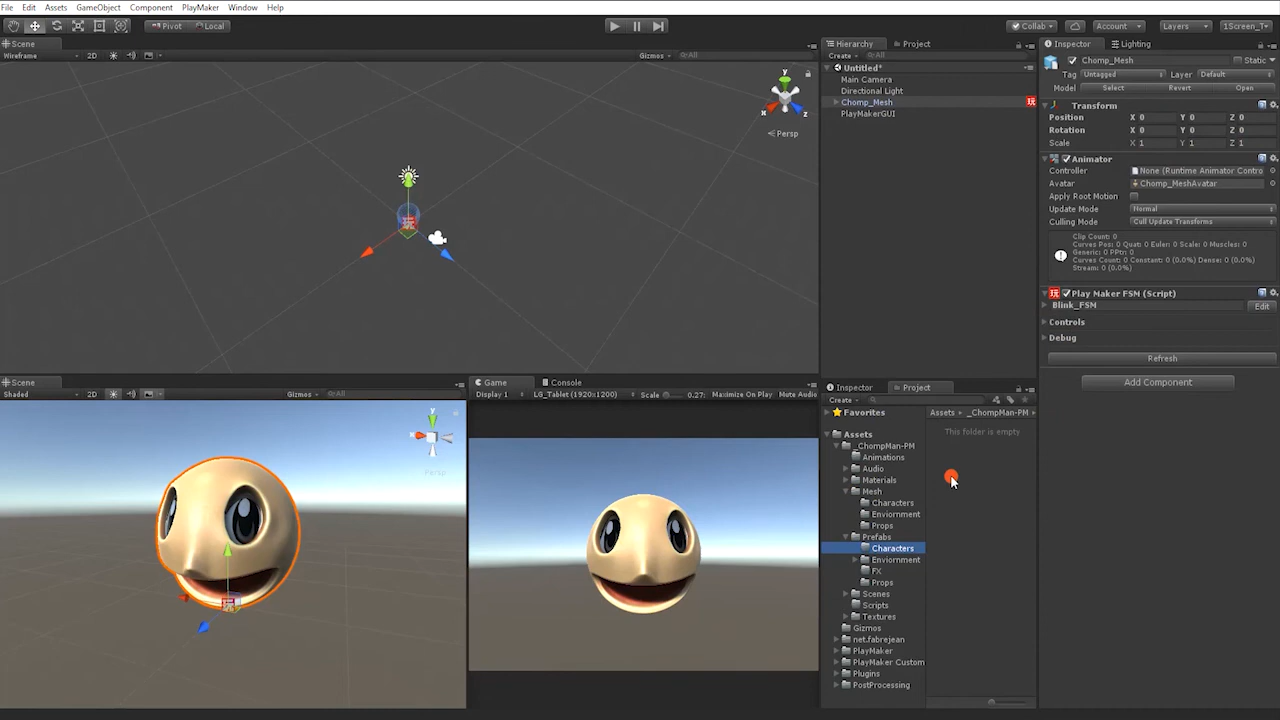 File Edit Assets GameObject Component PlayMaker Window Help
Pivot Local
Collab Account Layers 1Screen_T
Scene
Wireframe 2D Gizmos All
y x z
Persp
Scene
Shaded 2D Gizmos All
y
Persp
Game Console
Display 1 LG_Tablet (1920x1200) Scale 0.27: Maximize On Play Mute Audio
Hierarchy Project
Create All
Untitled*
Main Camera
Directional Light
Chomp_Mesh
PlayMakerGUI
Inspector Project
Create
Favorites
Assets
_ChompMan-PM
Animations
Audio
Materials
Mesh
Characters
Enviornment
Props
Prefabs
Characters
Enviornment
FX
Props
Scenes
Scripts
Textures
Gizmos
net.fabrejean
PlayMaker
PlayMaker Custom
Plugins
PostProcessing
Assets _ChompMan-PM
This folder is empty
Inspector Lighting
Chomp_Mesh Static
Tag Untagged Layer Default
Model Select Revert Open
Transform
Position X 0 Y 0 Z 0
Rotation X 0 Y 0 Z 0
Scale X 1 Y 1 Z 1
Animator
Controller None (Runtime Animator Contro
Avatar Chomp_MeshAvatar
Apply Root Motion
Update Mode Normal
Culling Mode Cull Update Transforms
Clip Count: 0
Curves Pos: 0 Quat: 0 Euler: 0 Scale: 0 Muscles: 0
Generic: 0 PPtr: 0
Curves Count: 0 Constant: 0 (0.0%) Dense: 0 (0.0%)
Stream: 0 (0.0%)
Play Maker FSM (Script)
Blink_FSM Edit
Controls
Debug
Refresh
Add Component